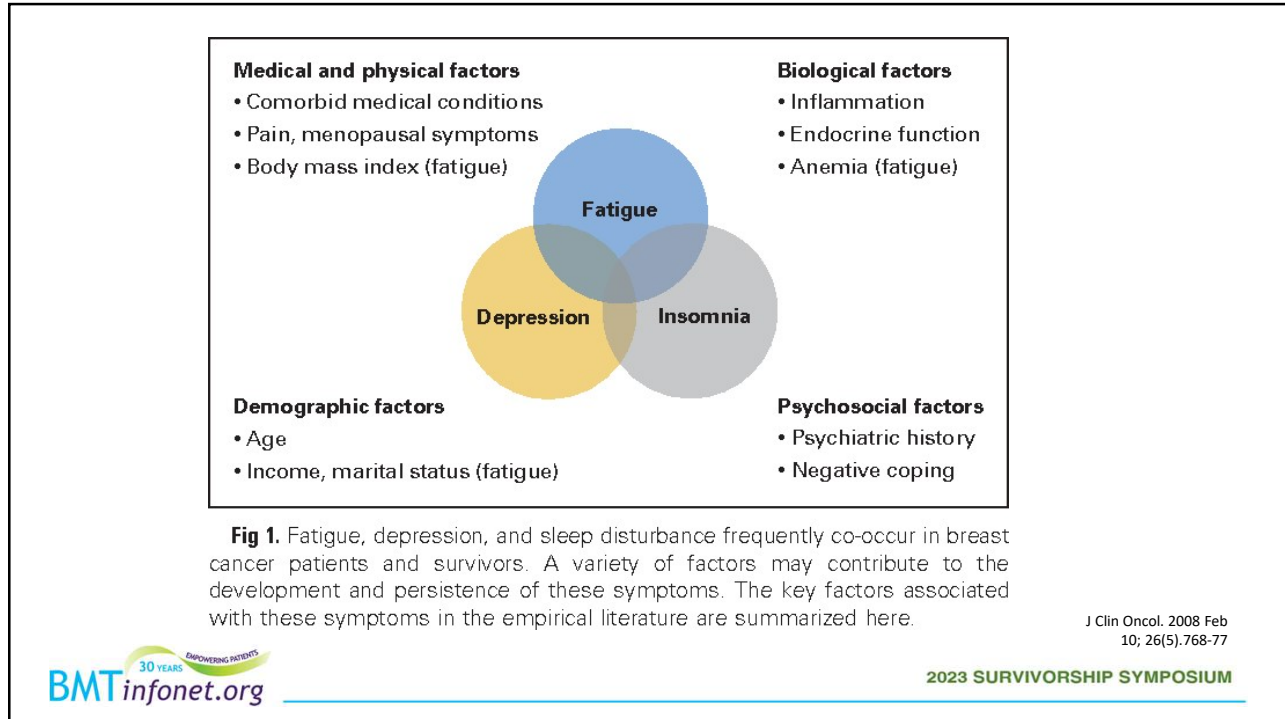 Medical and physical factors
• Comorbid medical conditions
• Pain, menopausal symptoms
• Body mass index (fatigue)
Biological factors
• Inflammation
• Endocrine function
• Anemia (fatigue)
Fatigue
Depression
Insomnia
Demographic factors
• Age
• Income, marital status (fatigue)
Psychosocial factors
• Psychiatric history
• Negative coping
Fig 1. Fatigue, depression, and sleep disturbance frequently co-occur in breast
cancer patients and survivors. A variety of factors may contribute to the
development and persistence of these symptoms. The key factors associated
with these symptoms in the empirical literature are summarized here.
J Clin Oncol. 2008 Feb
10; 26(5).768-77
30 YEARS EMPOWERING PATIENTS
BMTinfonet.org
2023 SURVIVORSHIP SYMPOSIUM